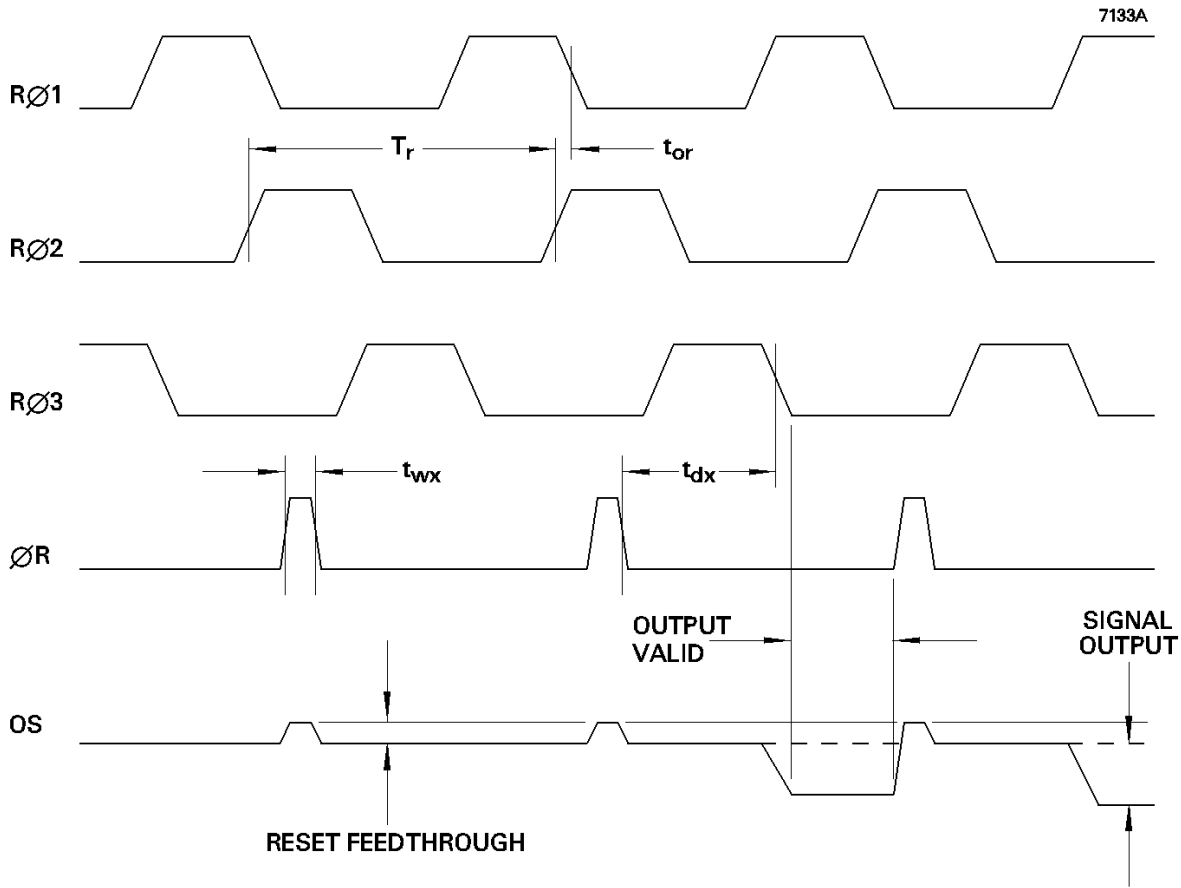 7133A
RØ1
Tr
tor
RØ2
RØ3
twx
tdx
ØR
OUTPUT
VALID
SIGNAL
OUTPUT
OS
RESET FEEDTHROUGH